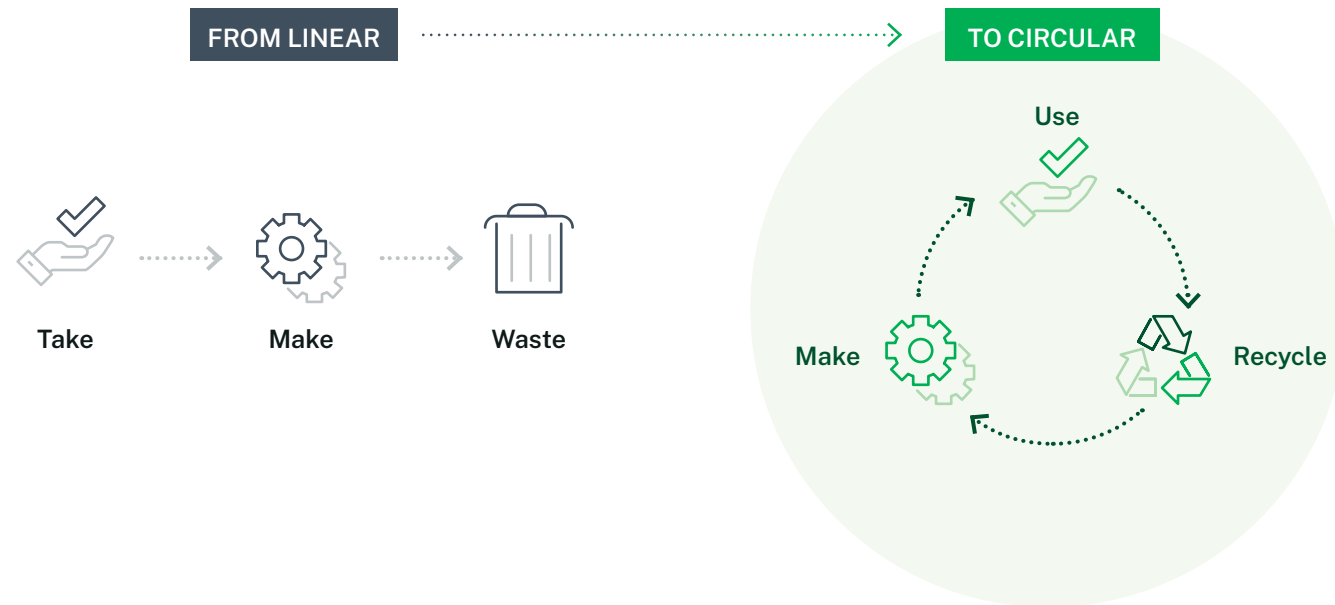 FROM LINEAR
TO CIRCULAR
Take
Make
Waste
Use
Make
Recycle